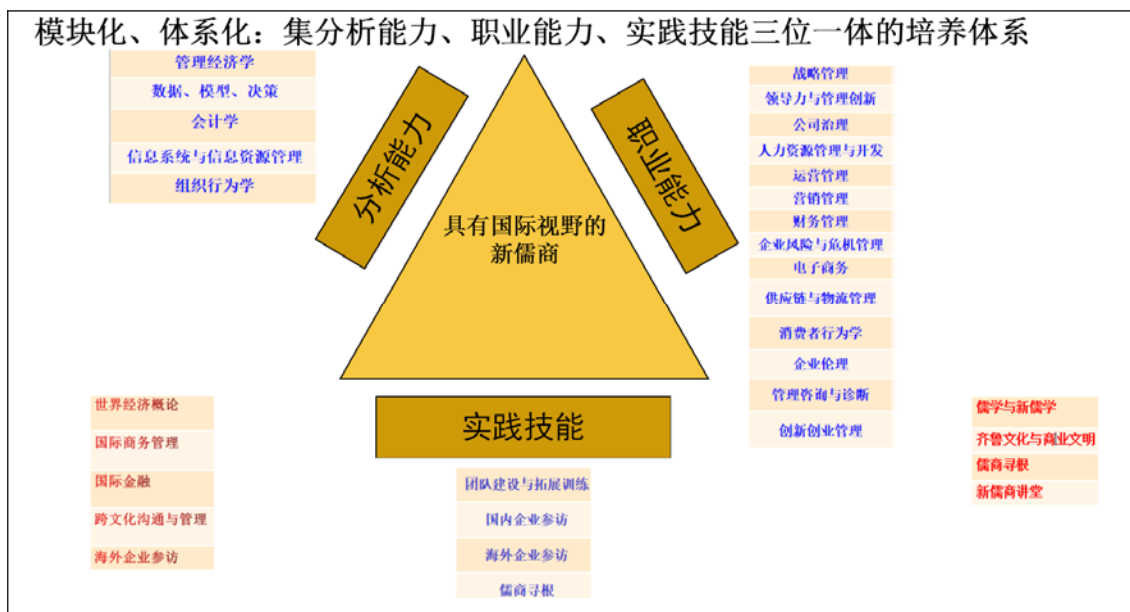 模块化、体系化：集分析能力、职业能力、实践技能三位一体的培养体系
管理经济学
数据、模型、决策
会计学
信息系统与信息资源管理
组织行为学
分析能力
具有国际视野的
新儒商
职业能力
战略管理
领导力与管理创新
公司治理
人力资源管理与开发
运营管理
营销管理
财务管理
企业风险与危机管理
电子商务
供应链与物流管理
消费者行为学
企业伦理
管理咨询与诊断
创新创业管理
世界经济概论
国际商务管理
国际金融
跨文化沟通与管理
海外企业参访
实践技能
团队建设与拓展训练
国内企业参访
海外企业参访
儒商寻根
儒学与新儒学
齐鲁文化与商业文明
儒商寻根
新儒商讲堂